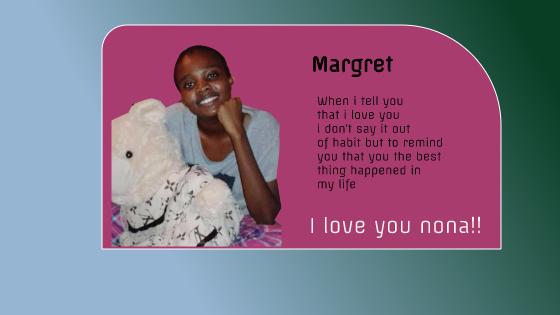 Margret
When i tell you
that i love you
i don't say it out
of habit but to remind
you that you the best
thing happened in
my life
I love you nona!!